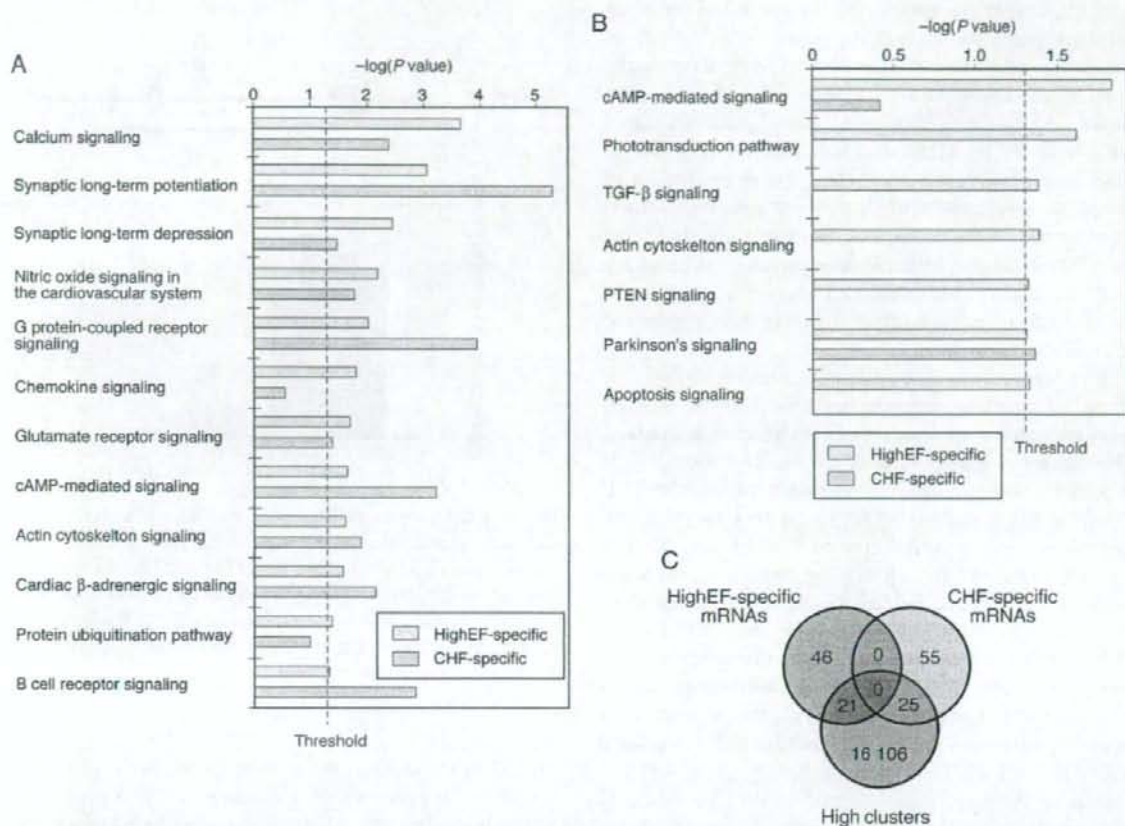 A
–log(P value)
0 1 2 3 4 5
Calcium signaling
Synaptic long-term potentiation
Synaptic long-term depression
Nitric oxide signaling in
the cardiovascular system
G protein-coupled receptor
signaling
Chemokine signaling
Glutamate receptor signaling
cAMP-mediated signaling
Actin cytoskelton signaling
Cardiac β-adrenergic signaling
Protein ubiquitination pathway
B cell receptor signaling
HighEF-specific
CHF-specific
Threshold
B
–log(P value)
0 0.5 1.0 1.5
cAMP-mediated signaling
Phototransduction pathway
TGF-β signaling
Actin cytoskelton signaling
PTEN signaling
Parkinson's signaling
Apoptosis signaling
Threshold
HighEF-specific
CHF-specific
C
HighEF-specific
mRNAs
CHF-specific
mRNAs
46 0 55
0
21 25
16 106
High clusters